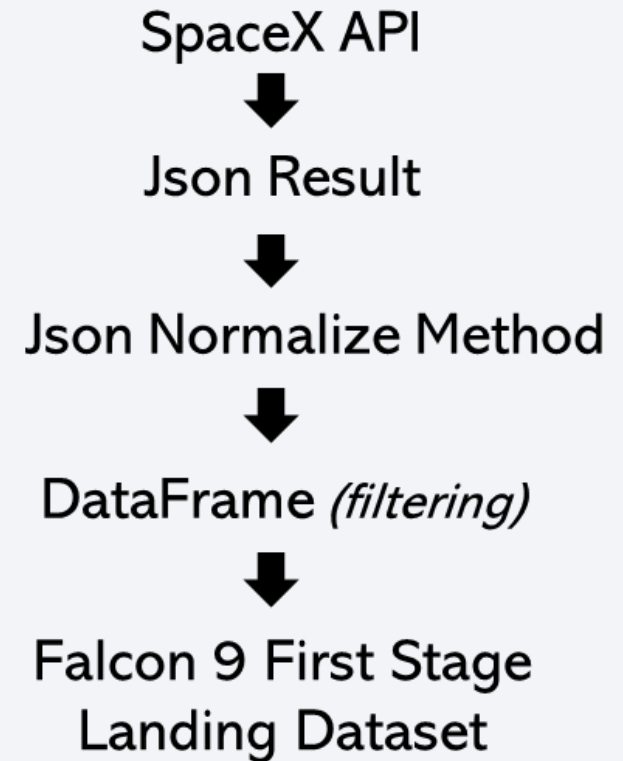 SpaceX API
Json Result
Json Normalize Method
DataFrame (filtering)
Falcon 9 First Stage
Landing Dataset